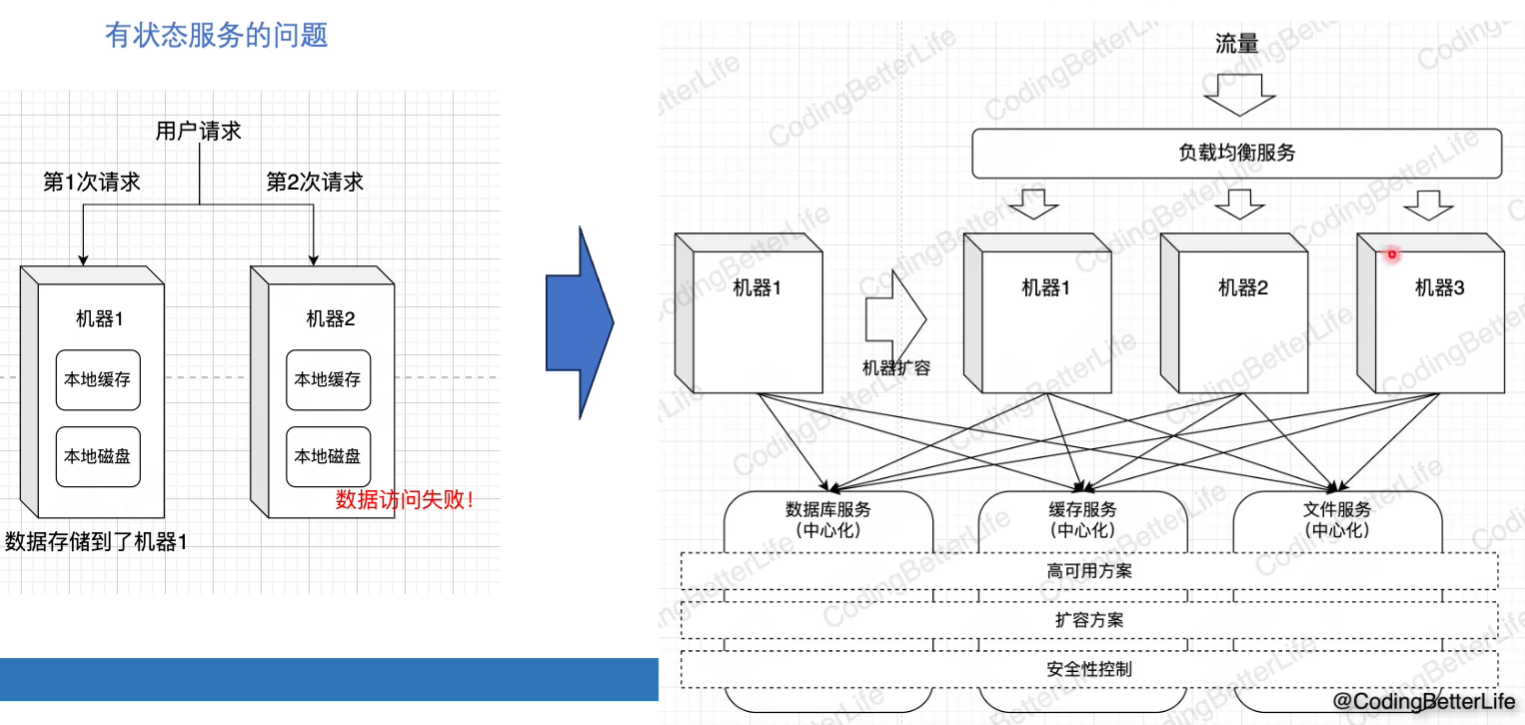 有状态服务的问题
用户请求
第1次请求
第2次请求
机器1
本地缓存
本地磁盘
机器2
本地缓存
本地磁盘
数据访问失败!
数据存储到了机器1
流量
负载均衡服务
机器1
机器扩容
机器1
机器2
机器3
数据库服务
(中心化)
缓存服务
(中心化)
文件服务
(中心化)
高可用方案
扩容方案
安全性控制
CodingBetterLife
@CodingBetterLife